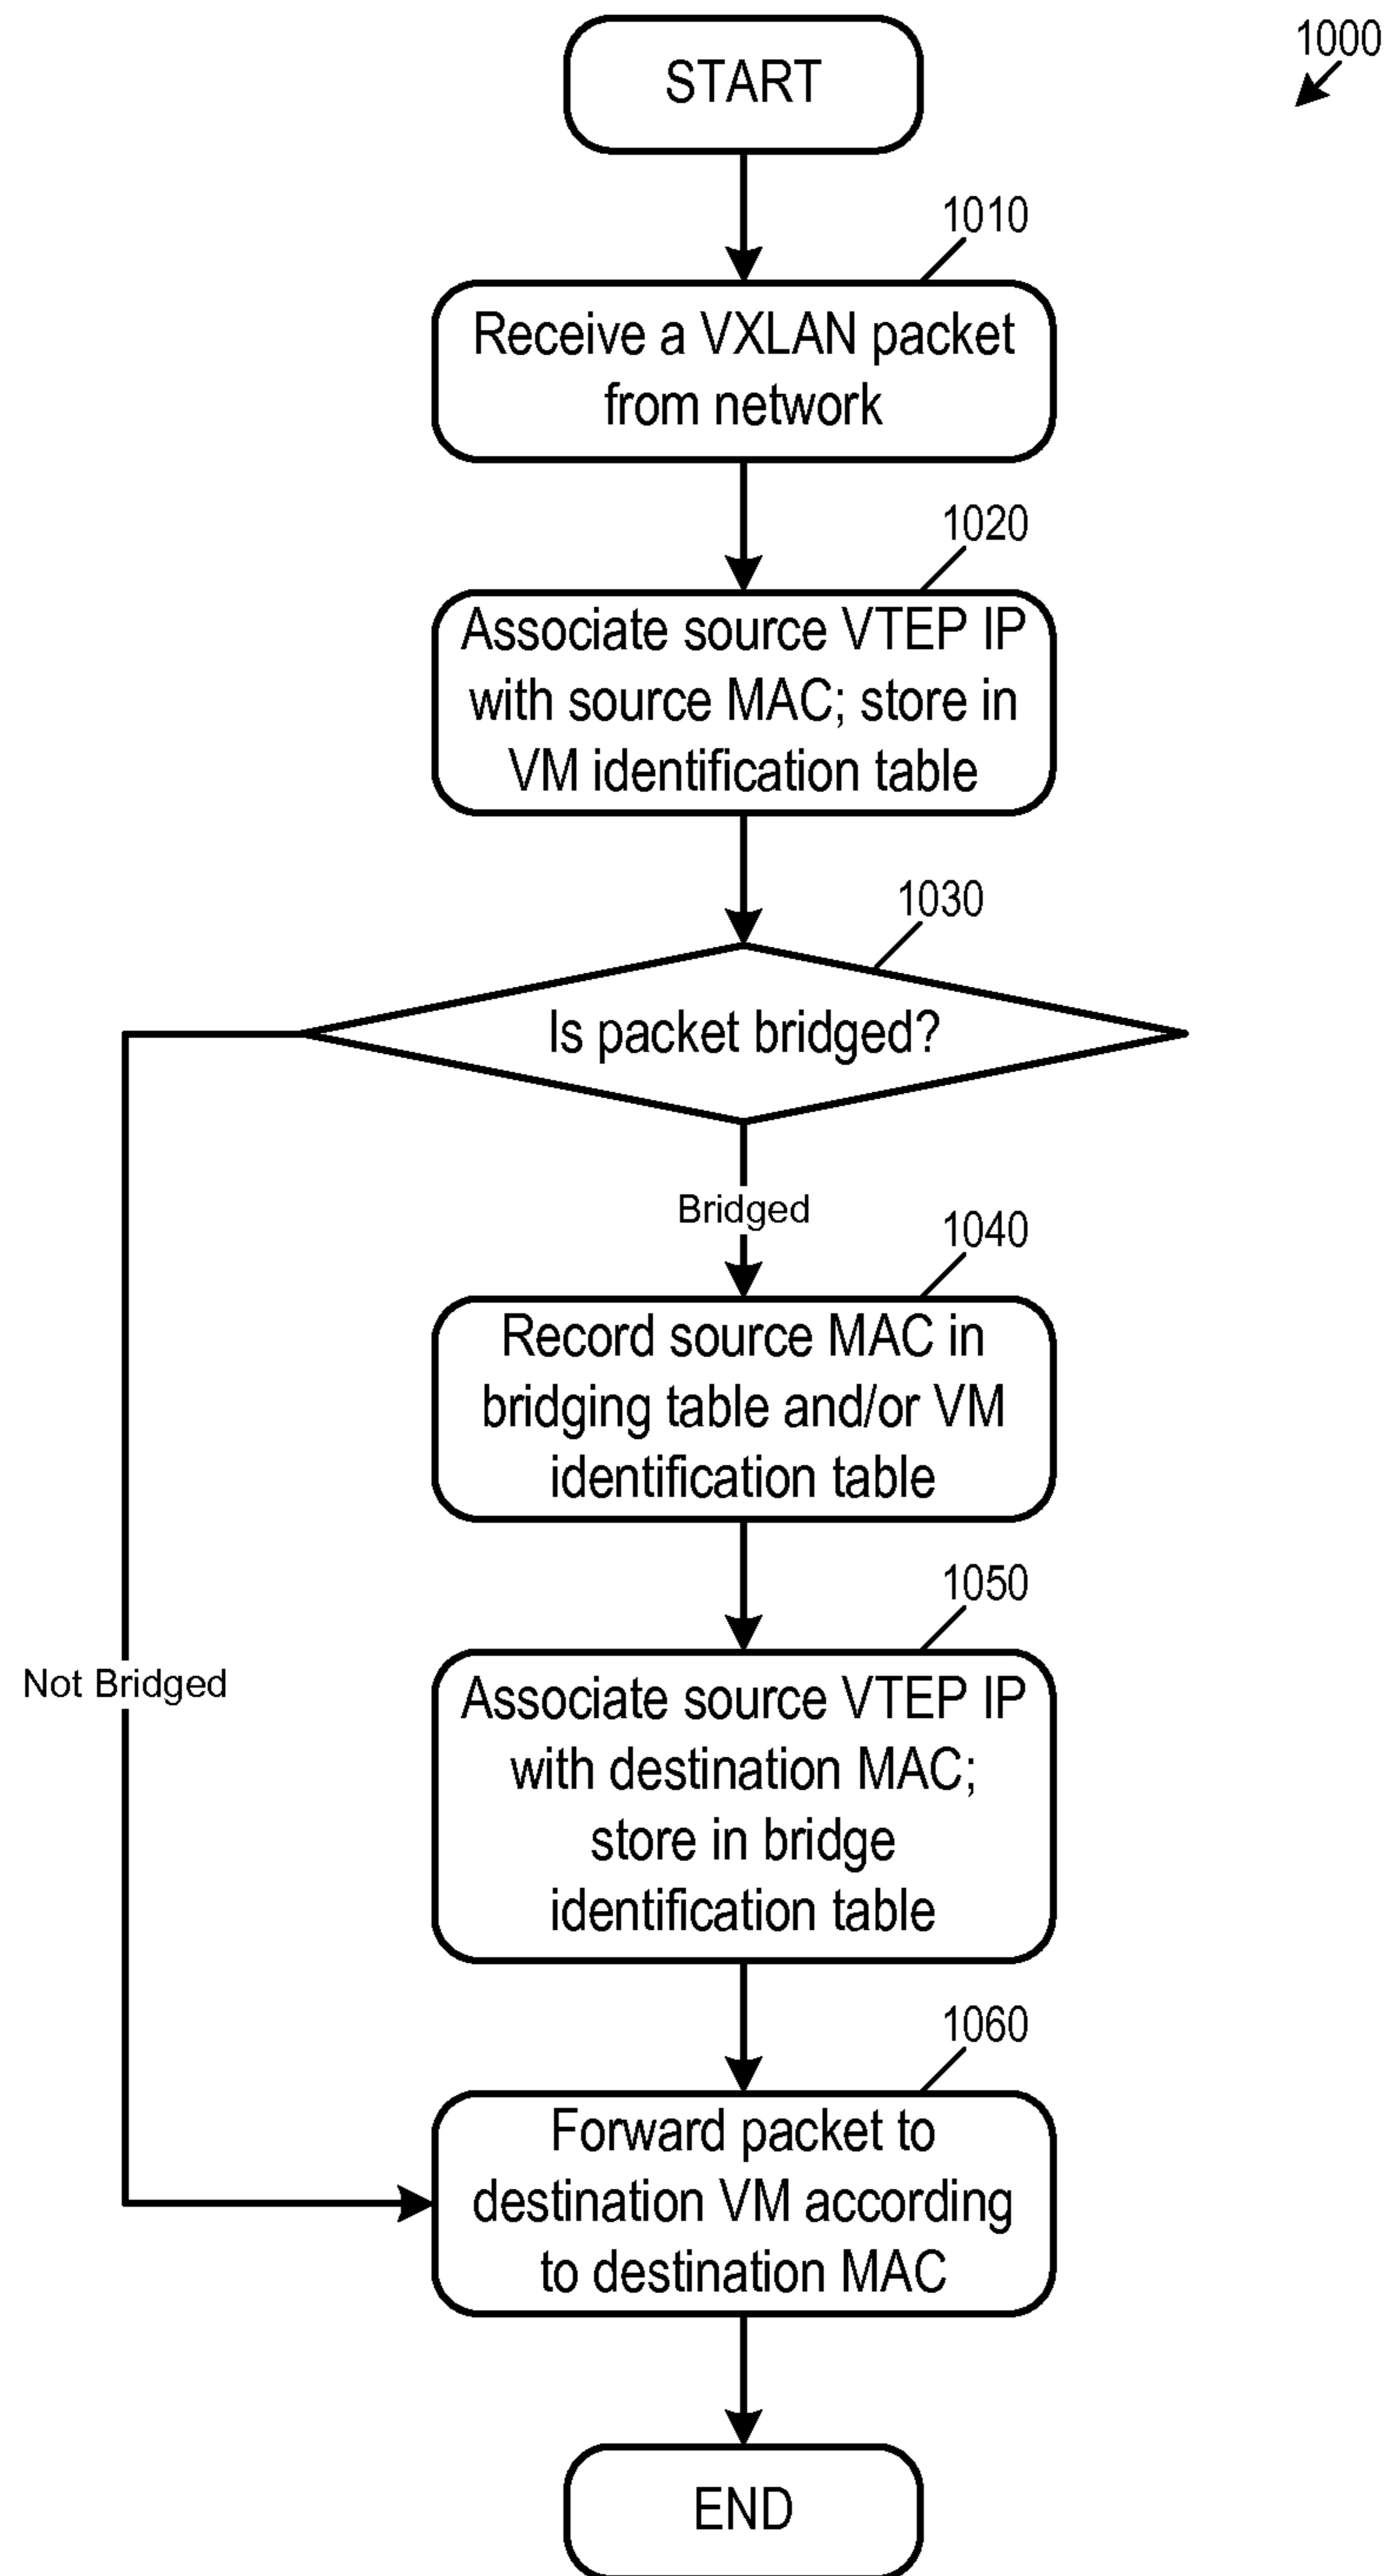 1000
START
1010
Receive a VXLAN packet
from network
1020
Associate source VTEP IP
with source MAC; store in
VM identification table
1030
Is packet bridged?
Bridged
1040
Record source MAC in
bridging table and/or VM
identification table
1050
Associate source VTEP IP
with destination MAC;
store in bridge
identification table
Not Bridged
1060
Forward packet to
destination VM according
to destination MAC
END